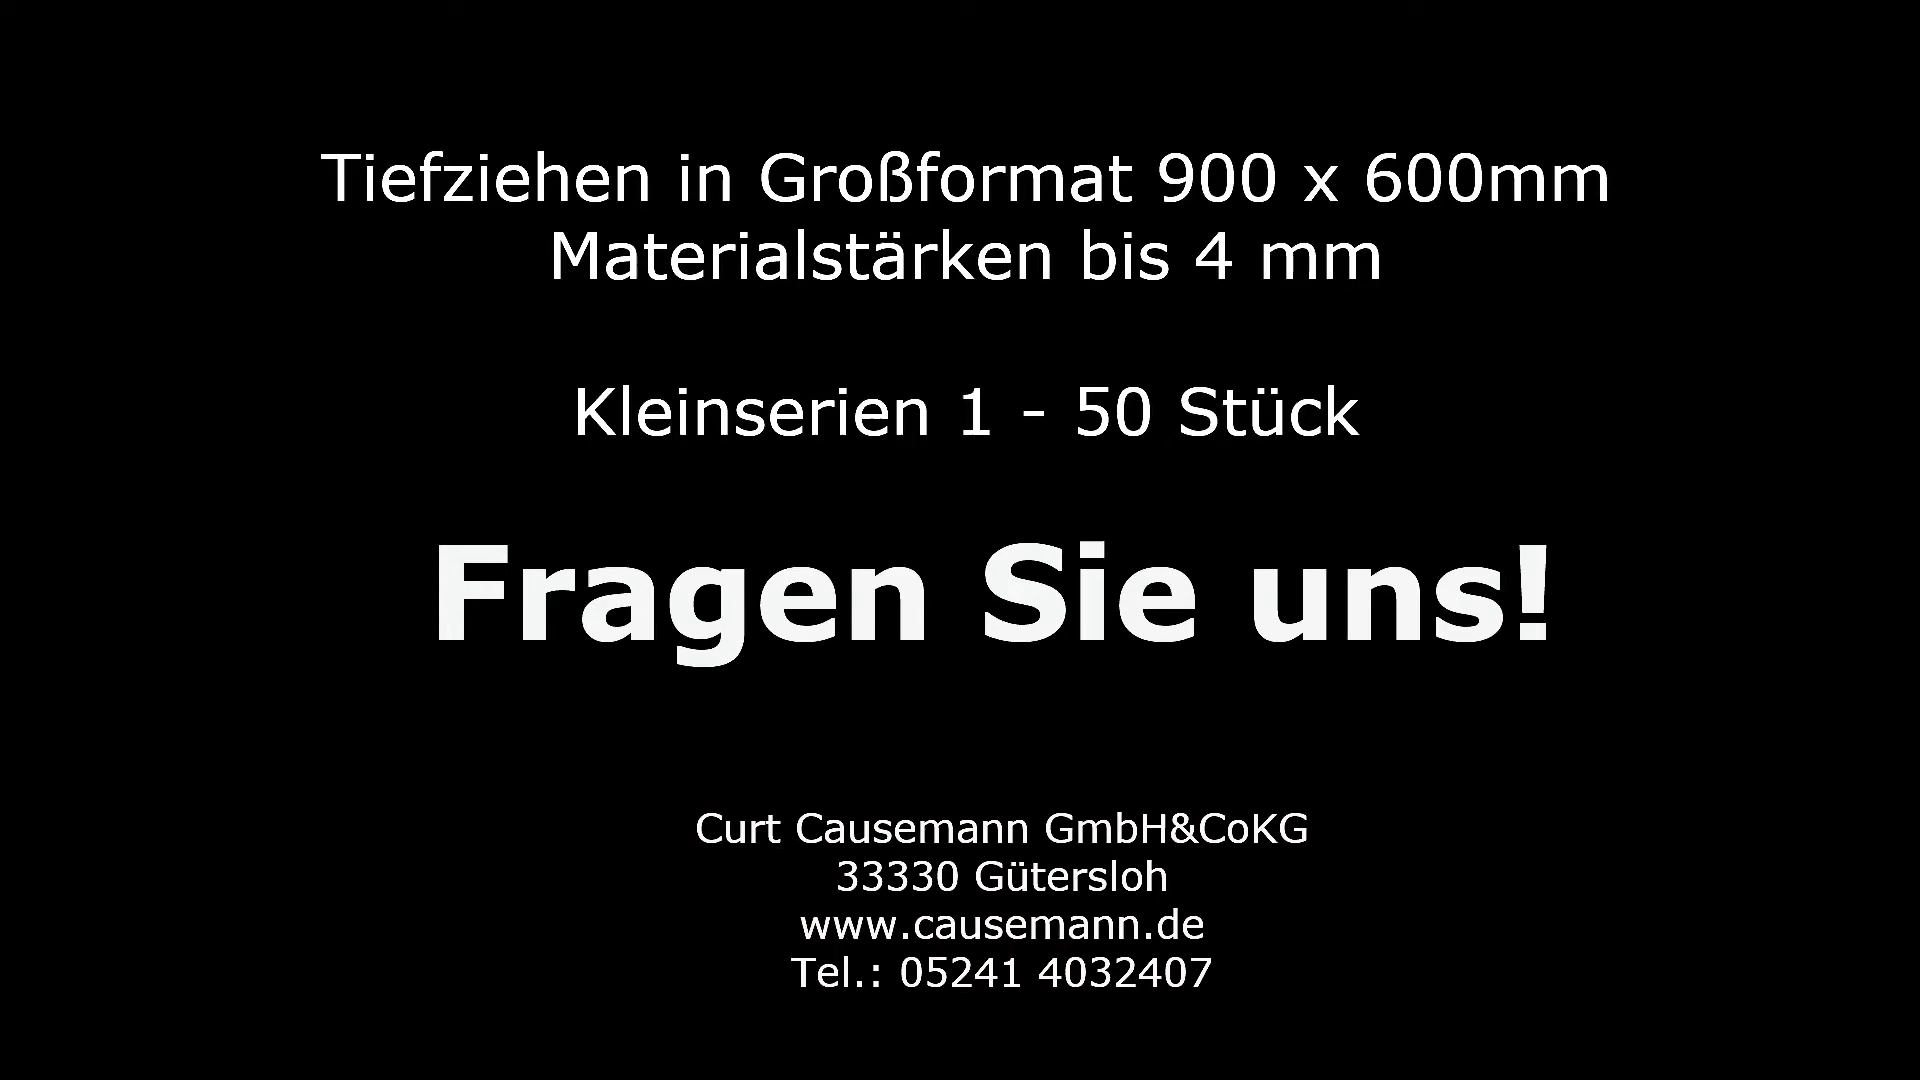 Tiefziehen in Großformat 900 x 600mm
Materialstärken bis 4 mm
Kleinserien 1 - 50 Stück
Fragen Sie uns!
Curt Causemann GmbH&CoKG
33330 Gütersloh
www.causemann.de
Tel.: 05241 4032407